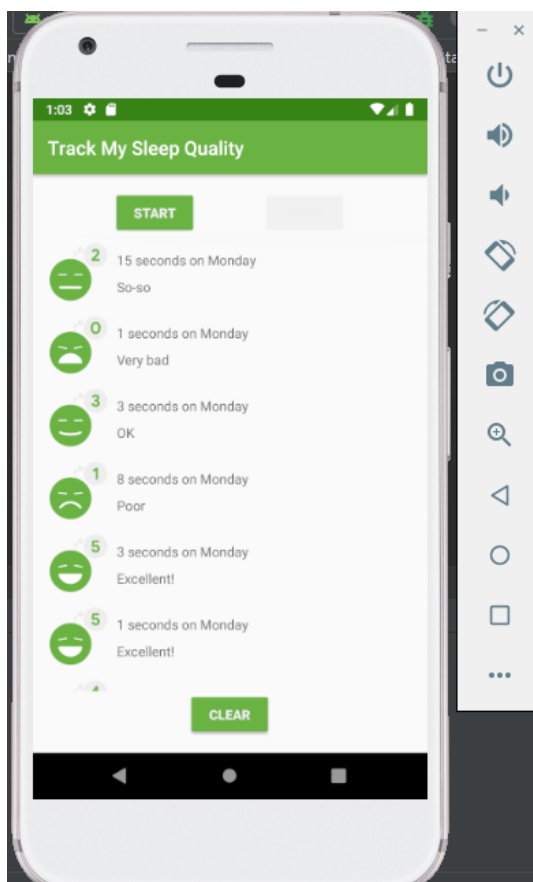 1:03
Track My Sleep Quality
START
2
15 seconds on Monday
So-so
0
1 seconds on Monday
Very bad
3
3 seconds on Monday
OK
1
8 seconds on Monday
Poor
5
3 seconds on Monday
Excellent!
5
1 seconds on Monday
Excellent!
4
CLEAR